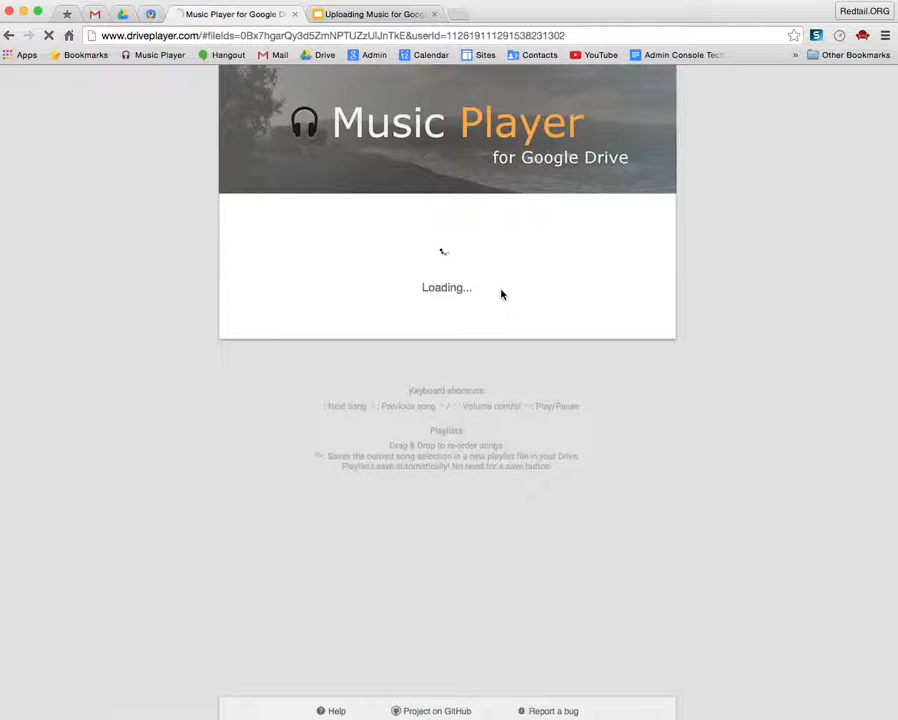 Music Player for Google D
Uploading Music for Goog
Redtail.ORG
www.driveplayer.com/#fileIds=0Bx7hgarQy3d5ZmNPTUZzUlJnTkE&userId=112619111291538231302
Apps Bookmarks Music Player Hangout Mail Drive Admin Calendar Sites Contacts YouTube Admin Console Tech » Other Bookmarks
Music Player
for Google Drive
Loading...
Keyboard shortcuts:
: Next song : Previous song / Volume control : Play/Pause
Playlists:
Drag & Drop to re-order songs
: Saves the current song selection in a new playlist file in your Drive.
Playlists save automatically! No need for a save button
Help Project on GitHub Report a bug